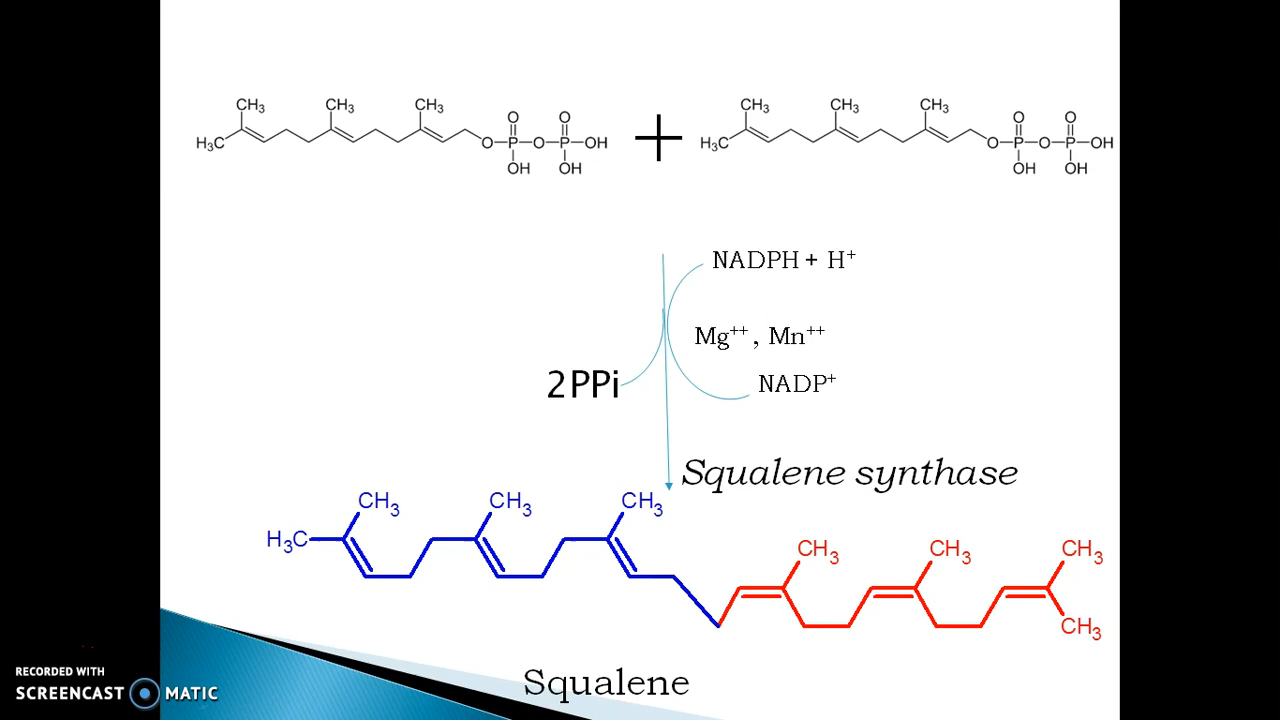 CH3 CH3 CH3 O O
H3C O P O P OH
OH OH
+
CH3 CH3 CH3 O O
H3C O P O P OH
OH OH
NADPH + H+
Mg++ , Mn++
2PPi
NADP+
Squalene synthase
CH3 CH3 CH3
H3C
CH3 CH3 CH3
CH3
Squalene
RECORDED WITH
SCREENCAST MATIC